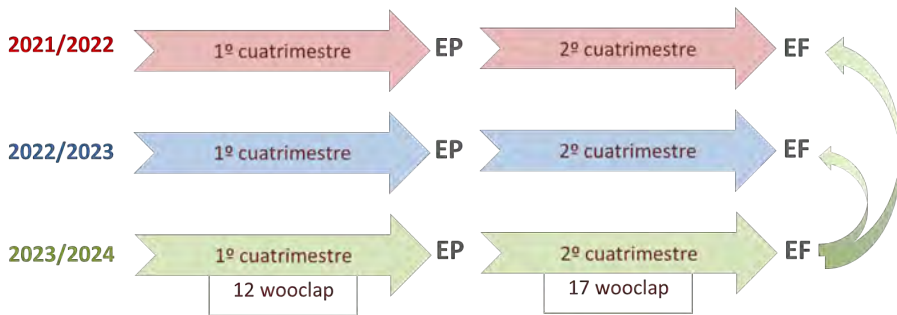 2021/2022 1º cuatrimestre EP 2º cuatrimestre EF
2022/2023 1º cuatrimestre EP 2º cuatrimestre EF
2023/2024 1º cuatrimestre EP 2º cuatrimestre EF
12 wooclap 17 wooclap